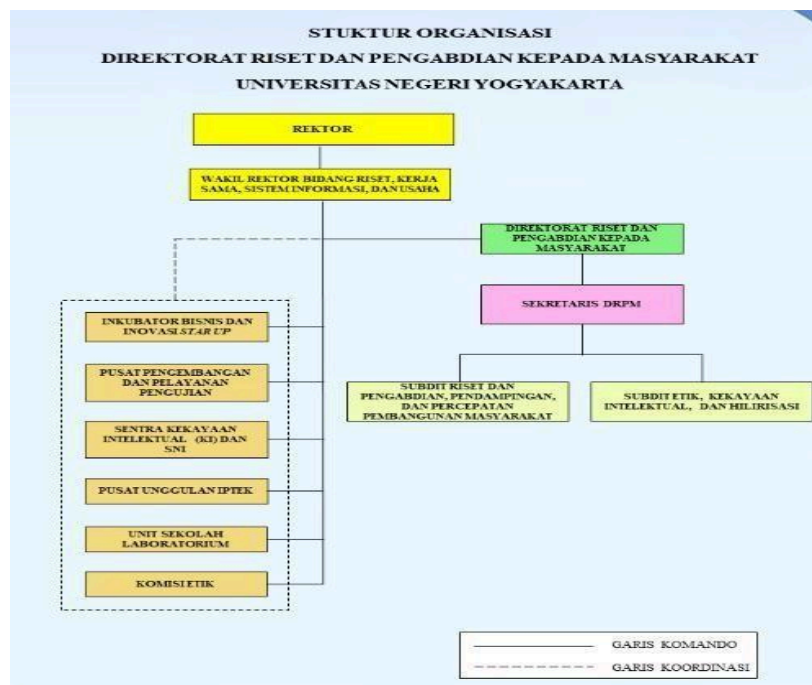 STUKTUR ORGANISASI
DIREKTORAT RISET DAN PENGABDIAN KEPADA MASYARAKAT
UNIVERSITAS NEGERI YOGYAKARTA
REKTOR
WAKIL REKTOR BIDANG RISET, KERJA
SAMA, SISTEM INFORMASI, DAN USAHA
DIREKTORAT RISET DAN
PENGABDIAN KEPADA
MASYARAKAT
SEKRETARIS DRPM
SUBDIT RISET DAN
PENGABDIAN, PENDAMPINGAN,
DAN PERCEPATAN
PEMBANGUNAN MASYARAKAT
SUBDIT ETIK, KEKAYAAN
INTELEKTUAL, DAN HILIRISASI
INKUBATOR BISNIS DAN
INOVASI STAR UP
PUSAT PENGEMBANGAN
DAN PELAYANAN
PENGUJIAN
SENTRA KEKAYAAN
INTELEKTUAL (KI) DAN
SNI
PUSAT UNGGULAN IPTEK
UNIT SEKOLAH
LABORATORIUM
KOMISI ETIK
GARIS KOMANDO
GARIS KOORDINASI